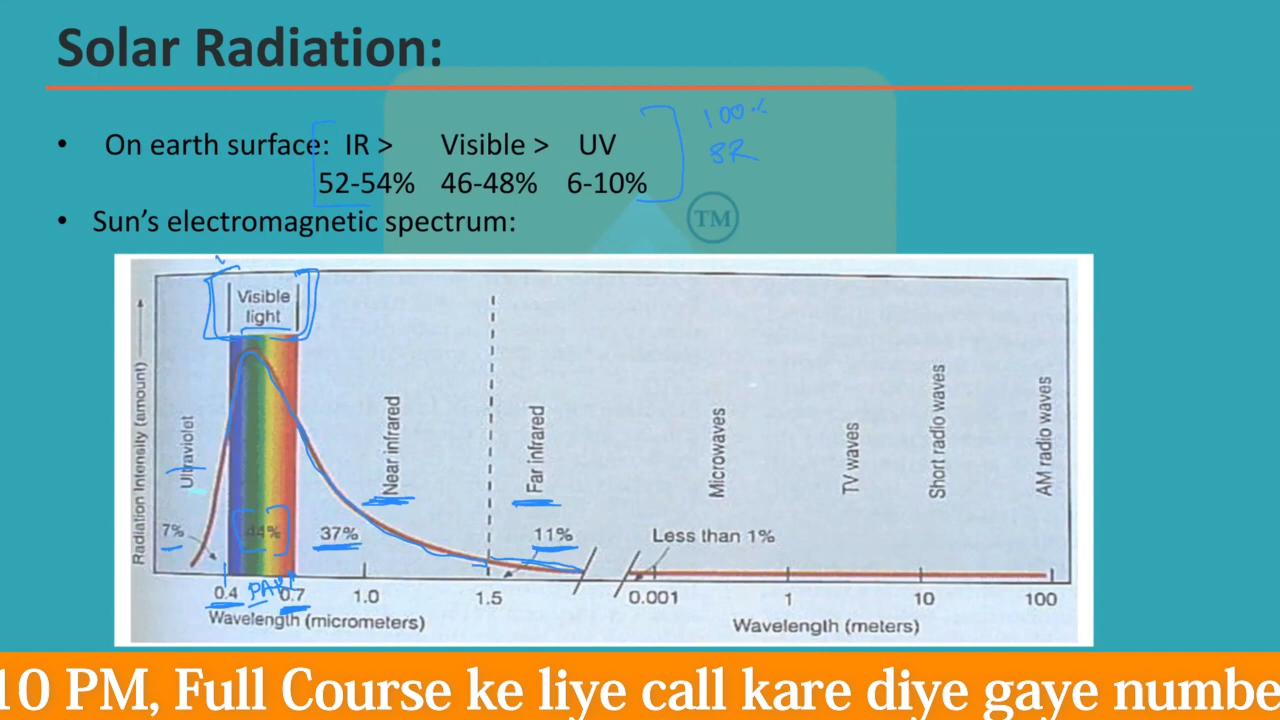 Solar Radiation:
100%
SR
• On earth surface: IR > Visible > UV
52-54% 46-48% 6-10%
TM
• Sun's electromagnetic spectrum:
Visible
light
Radiation Intensity (amount)
Ultraviolet
Near infrared
Far infrared
Microwaves
TV waves
Short radio waves
AM radio waves
7% 44% 37% 11% Less than 1%
PAR
0.4 0.7 1.0 1.5 0.001 1 10 100
Wavelength (micrometers) Wavelength (meters)
10 PM, Full Course ke liye call kare diye gaye numbe